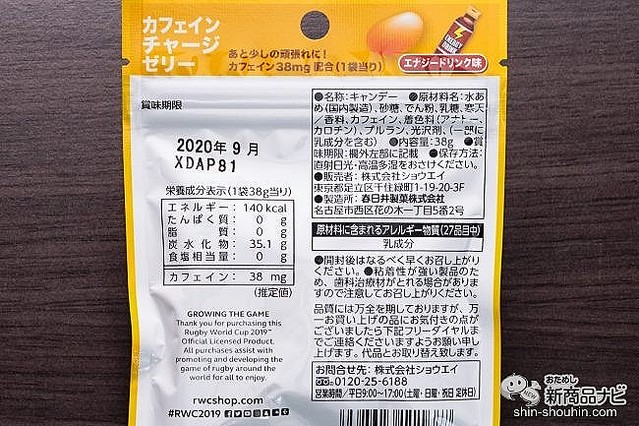 カフェイン
チャージ
ゼリー
あと少しの頑張れに!
カフェイン38mg配合(1袋当り)
ENERGY
DRINK
エナジードリンク味
賞味期限
2020年9月
XDAP81
栄養成分表示(1袋38g当り)
エネルギー: 140kcal
たんぱく質: 0 g
脂質: 0 g
炭水化物: 35.1 g
食塩相当量: 0 g
カフェイン: 38 mg
(推定値)
GROWING THE GAME
Thank you for purchasing this
Rugby World Cup 2019™
Official Licensed Product.
All purchases assist with
promoting and developing the
game of rugby around the
world for all to enjoy.
rwcshop.com
#RWC2019
●名称:キャンデー ●原材料名:水あ
め(国内製造)、砂糖、でん粉、乳糖、寒天
/香料、カフェイン、着色料(アナトー、
カロチン)、プルラン、光沢剤、(一部に
乳成分を含む) ●内容量:38g ●賞
味期限:欄外左部に記載 ●保存方法:
直射日光・高温多湿をおさけください。
●販売者:株式会社ショウエイ
東京都足立区千住緑町1-19-20-3F
●製造所:春日井製菓株式会社
名古屋市西区花の木一丁目5番2号
原材料に含まれるアレルギー物質(27品目中)
乳成分
●開封後はなるべく早くお召し上がり
ください。●粘着性が強い製品のた
め、歯科治療材がとれる場合がありま
すので注意してお召し上がりください。
品質には万全を期しておりますが、万
一お買い上げの品にお気付きの点が
ございましたら下記フリーダイヤルま
でご連絡くださいますようお願い申し
上げます。代品とお取り替え致します。
お問合せ先:株式会社ショウエイ
0120-25-6188
営業時間/平日9:00〜17:00(土曜・日曜、祝日 定休日)
おためし
新商品ナビ
shin-shouhin.com